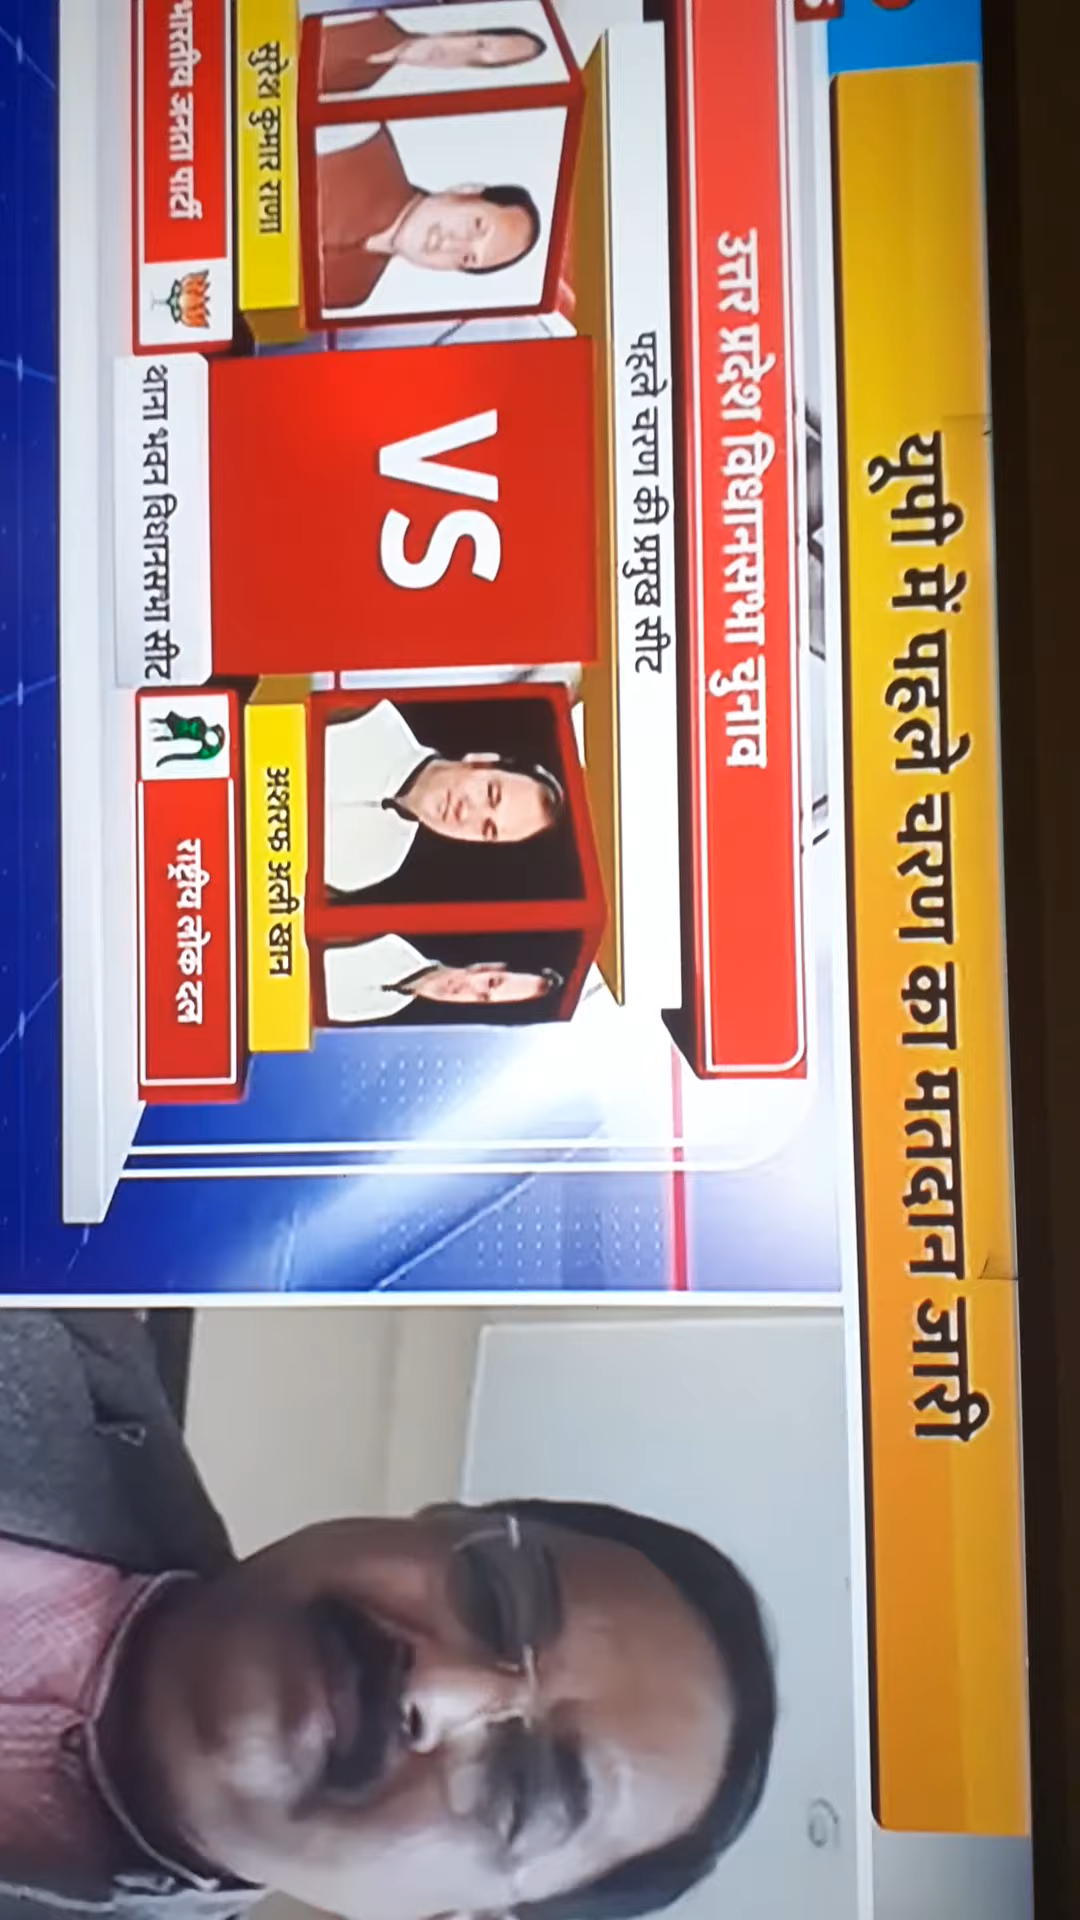 यूपी में पहले चरण का मतदान जारी
उत्तर प्रदेश विधानसभा चुनाव
पहले चरण की प्रमुख सीट
VS
सुरेश कुमार राणा
अशरफ अली खान
भारतीय जनता पार्टी
राष्ट्रीय लोक दल
थाना भवन विधानसभा सीट